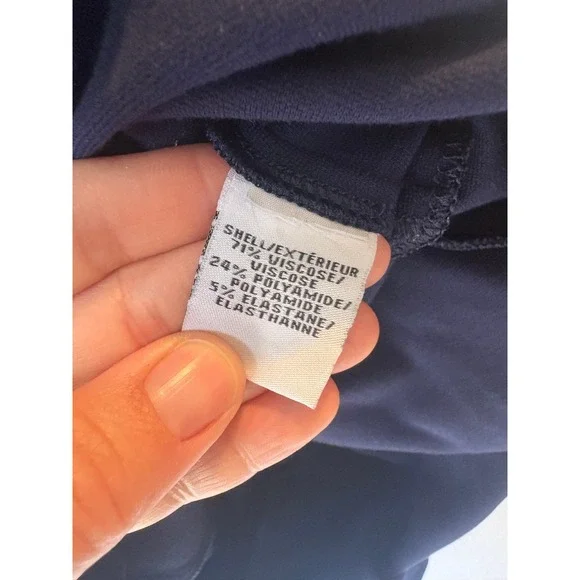 SHELL/EXTÉRIEUR
71% VISCOSE/
VISCOSE
24% POLYAMIDE/
POLYAMIDE
5% ELASTANE/
ELASTHANNE